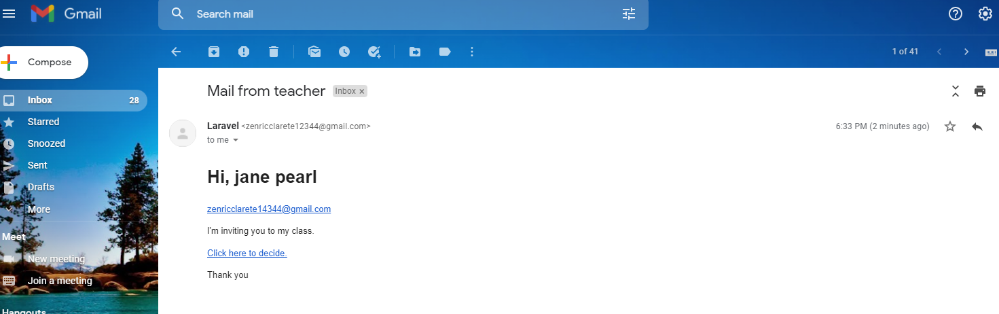 Gmail
Search mail
Compose
1 of 41
Inbox 28
Starred
Snoozed
Sent
Drafts
More
Meet
New meeting
Join a meeting
Hangouts
Mail from teacher Inbox x
Laravel <zenricclarete12344@gmail.com> 6:33 PM (2 minutes ago)
to me
Hi, jane pearl
zenricclarete14344@gmail.com
I'm inviting you to my class.
Click here to decide.
Thank you